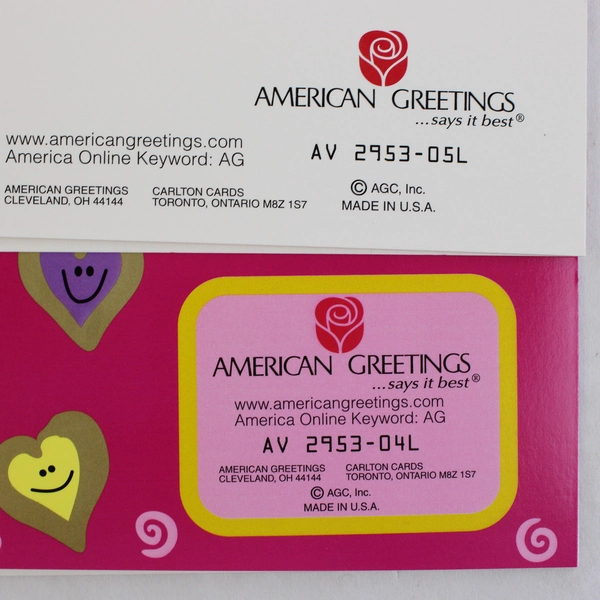 AMERICAN GREETINGS
...says it best®
www.americangreetings.com
America Online Keyword: AG
AV 2953-05L
AMERICAN GREETINGS CARLTON CARDS
CLEVELAND, OH 44144 TORONTO, ONTARIO M8Z 1S7
© AGC, Inc.
MADE IN U.S.A.
AMERICAN GREETINGS
...says it best®
www.americangreetings.com
America Online Keyword: AG
AV 2953-04L
AMERICAN GREETINGS CARLTON CARDS
CLEVELAND, OH 44144 TORONTO, ONTARIO M8Z 1S7
© AGC, Inc.
MADE IN U.S.A.